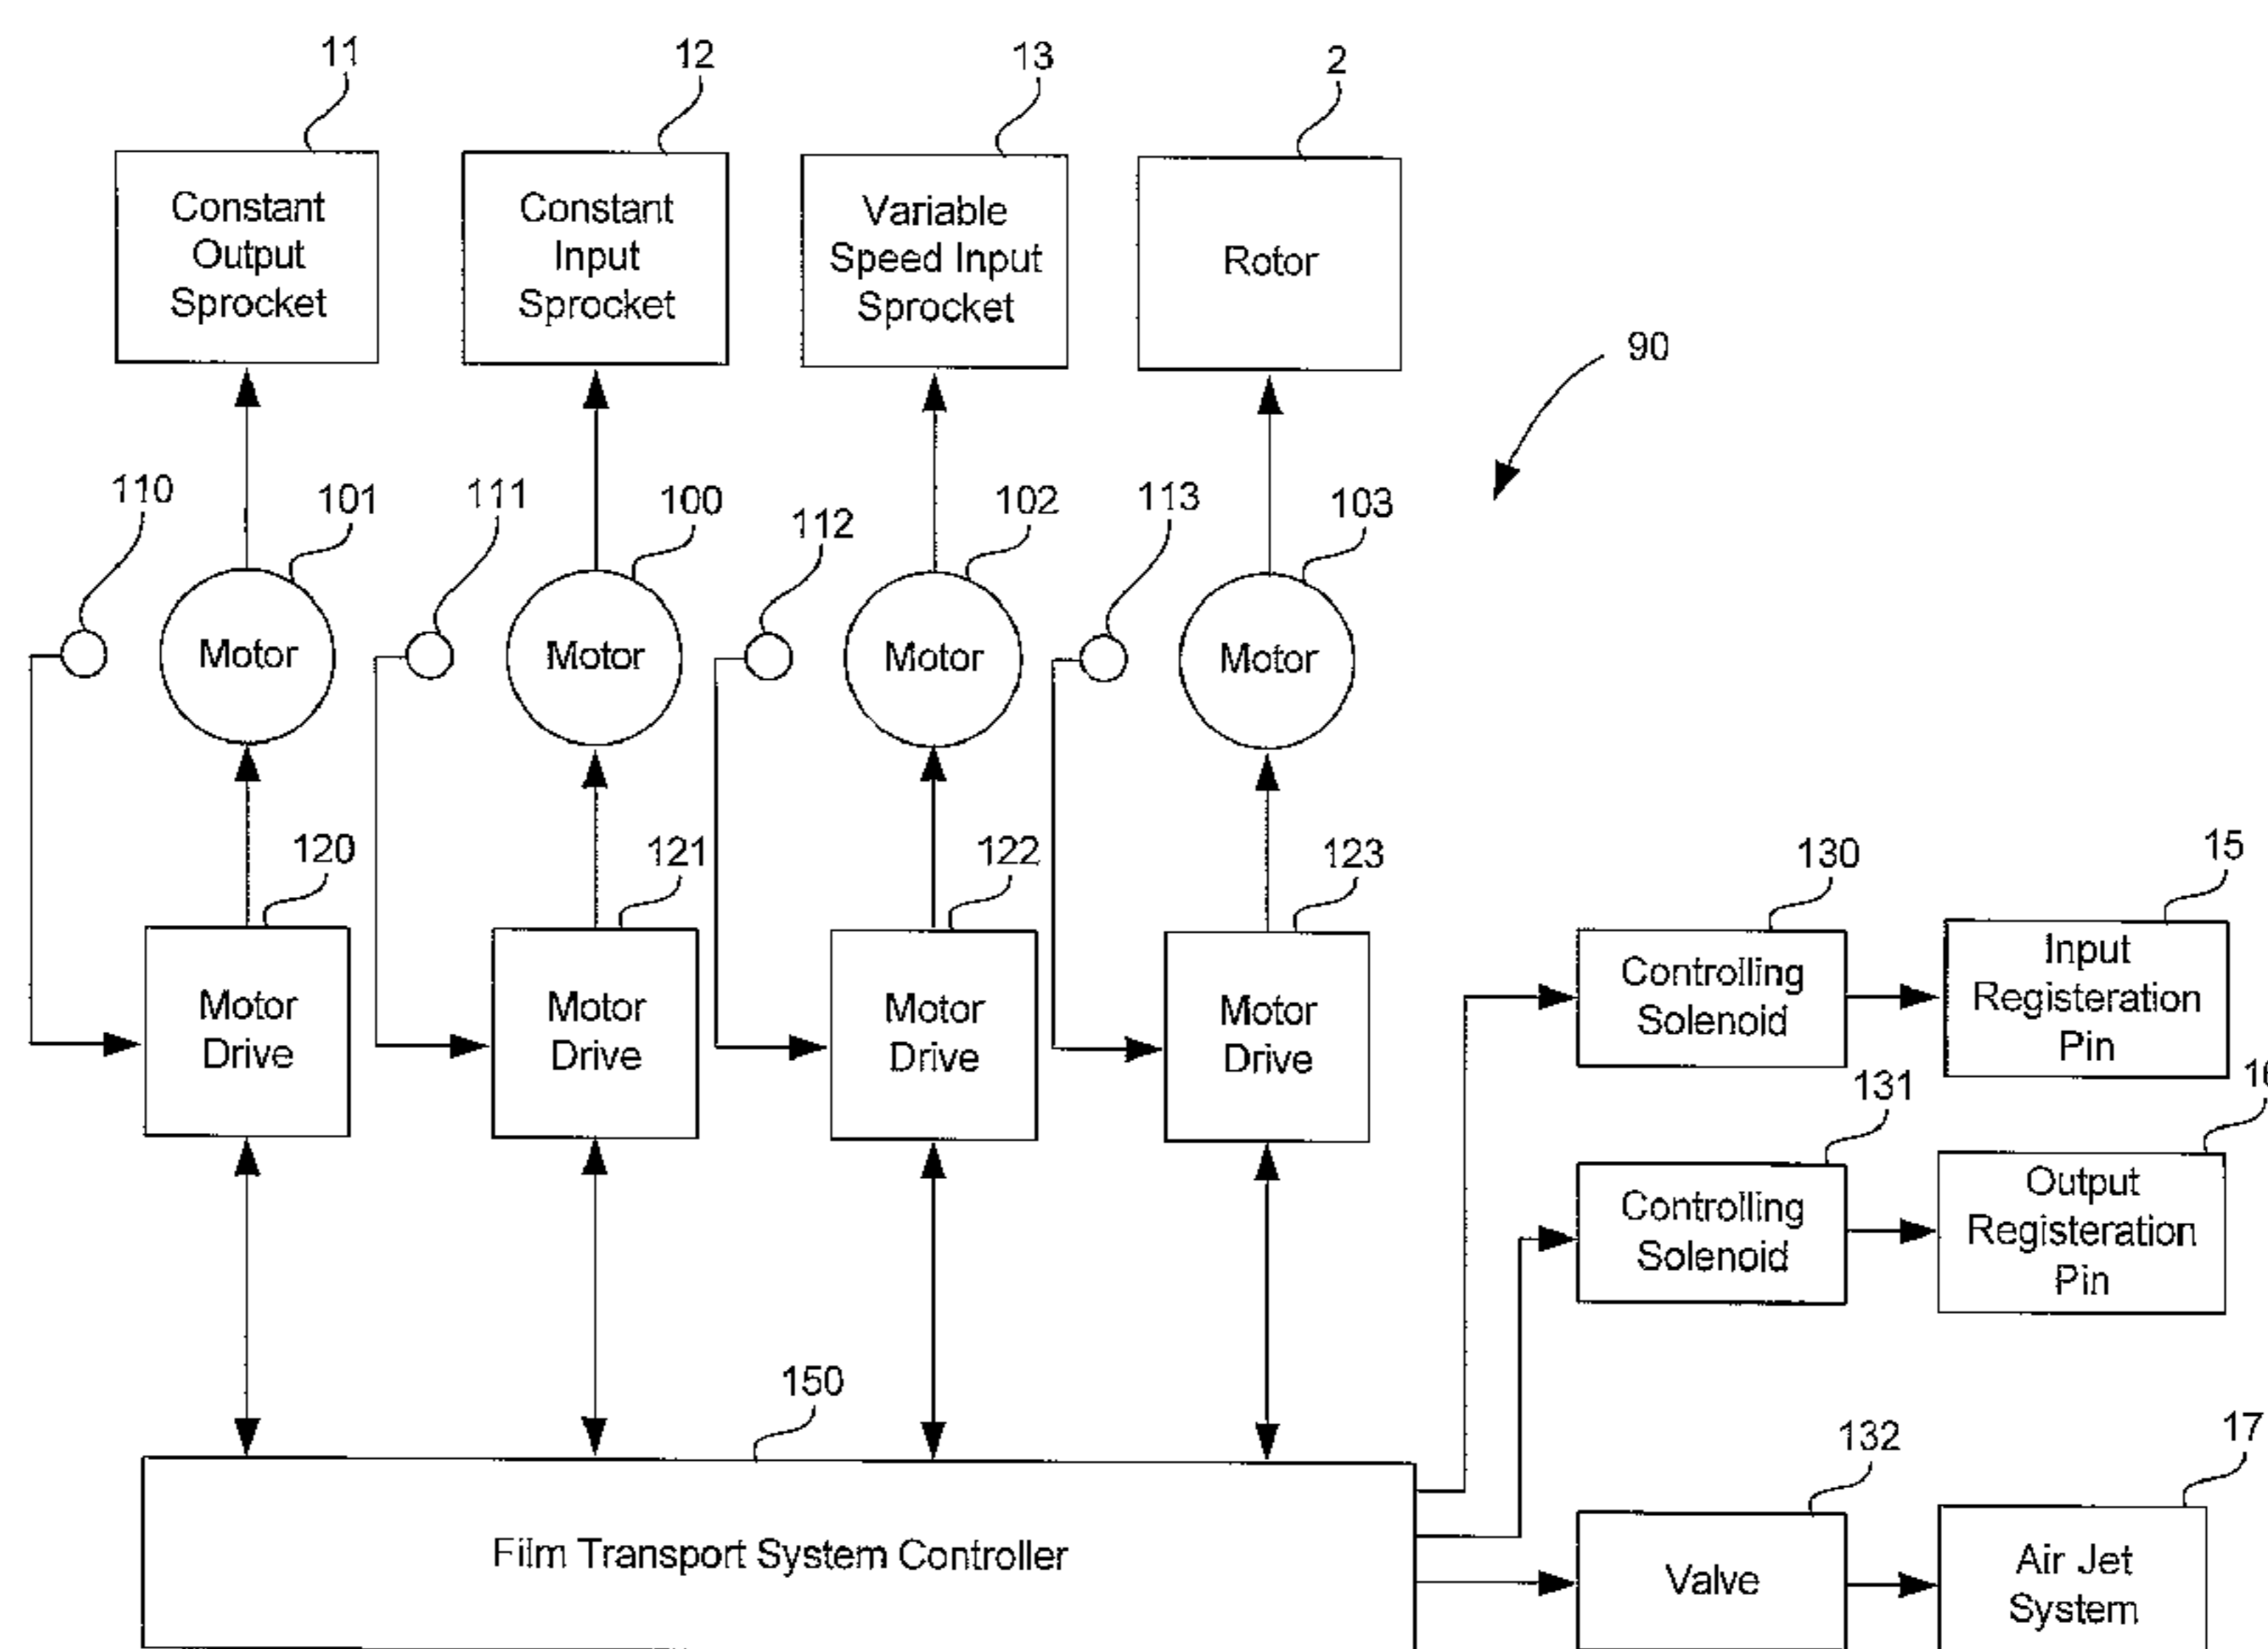 11
12
13
2
Constant
Output
Sprocket
Constant
Input
Sprocket
Variable
Speed Input
Sprocket
Rotor
90
110
101
111
100
112
102
113
103
Motor
Motor
Motor
Motor
120
121
122
123
130
15
Motor
Drive
Motor
Drive
Motor
Drive
Motor
Drive
Controlling
Solenoid
Input
Registeration
Pin
131
Controlling
Solenoid
Output
Registeration
Pin
150
132
17
Film Transport System Controller
Valve
Air Jet
System